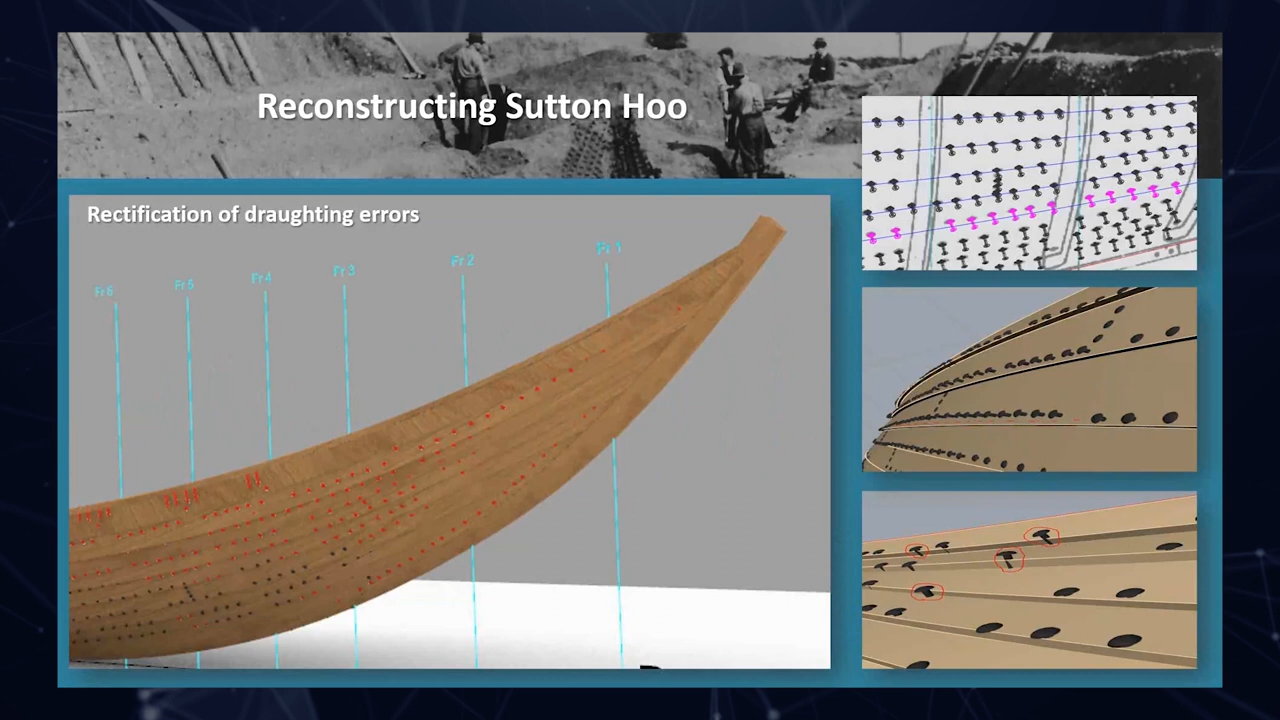 Reconstructing Sutton Hoo
Rectification of draughting errors
Fr 6
Fr 5
Fr 4
Fr 3
Fr 2
Fr 1